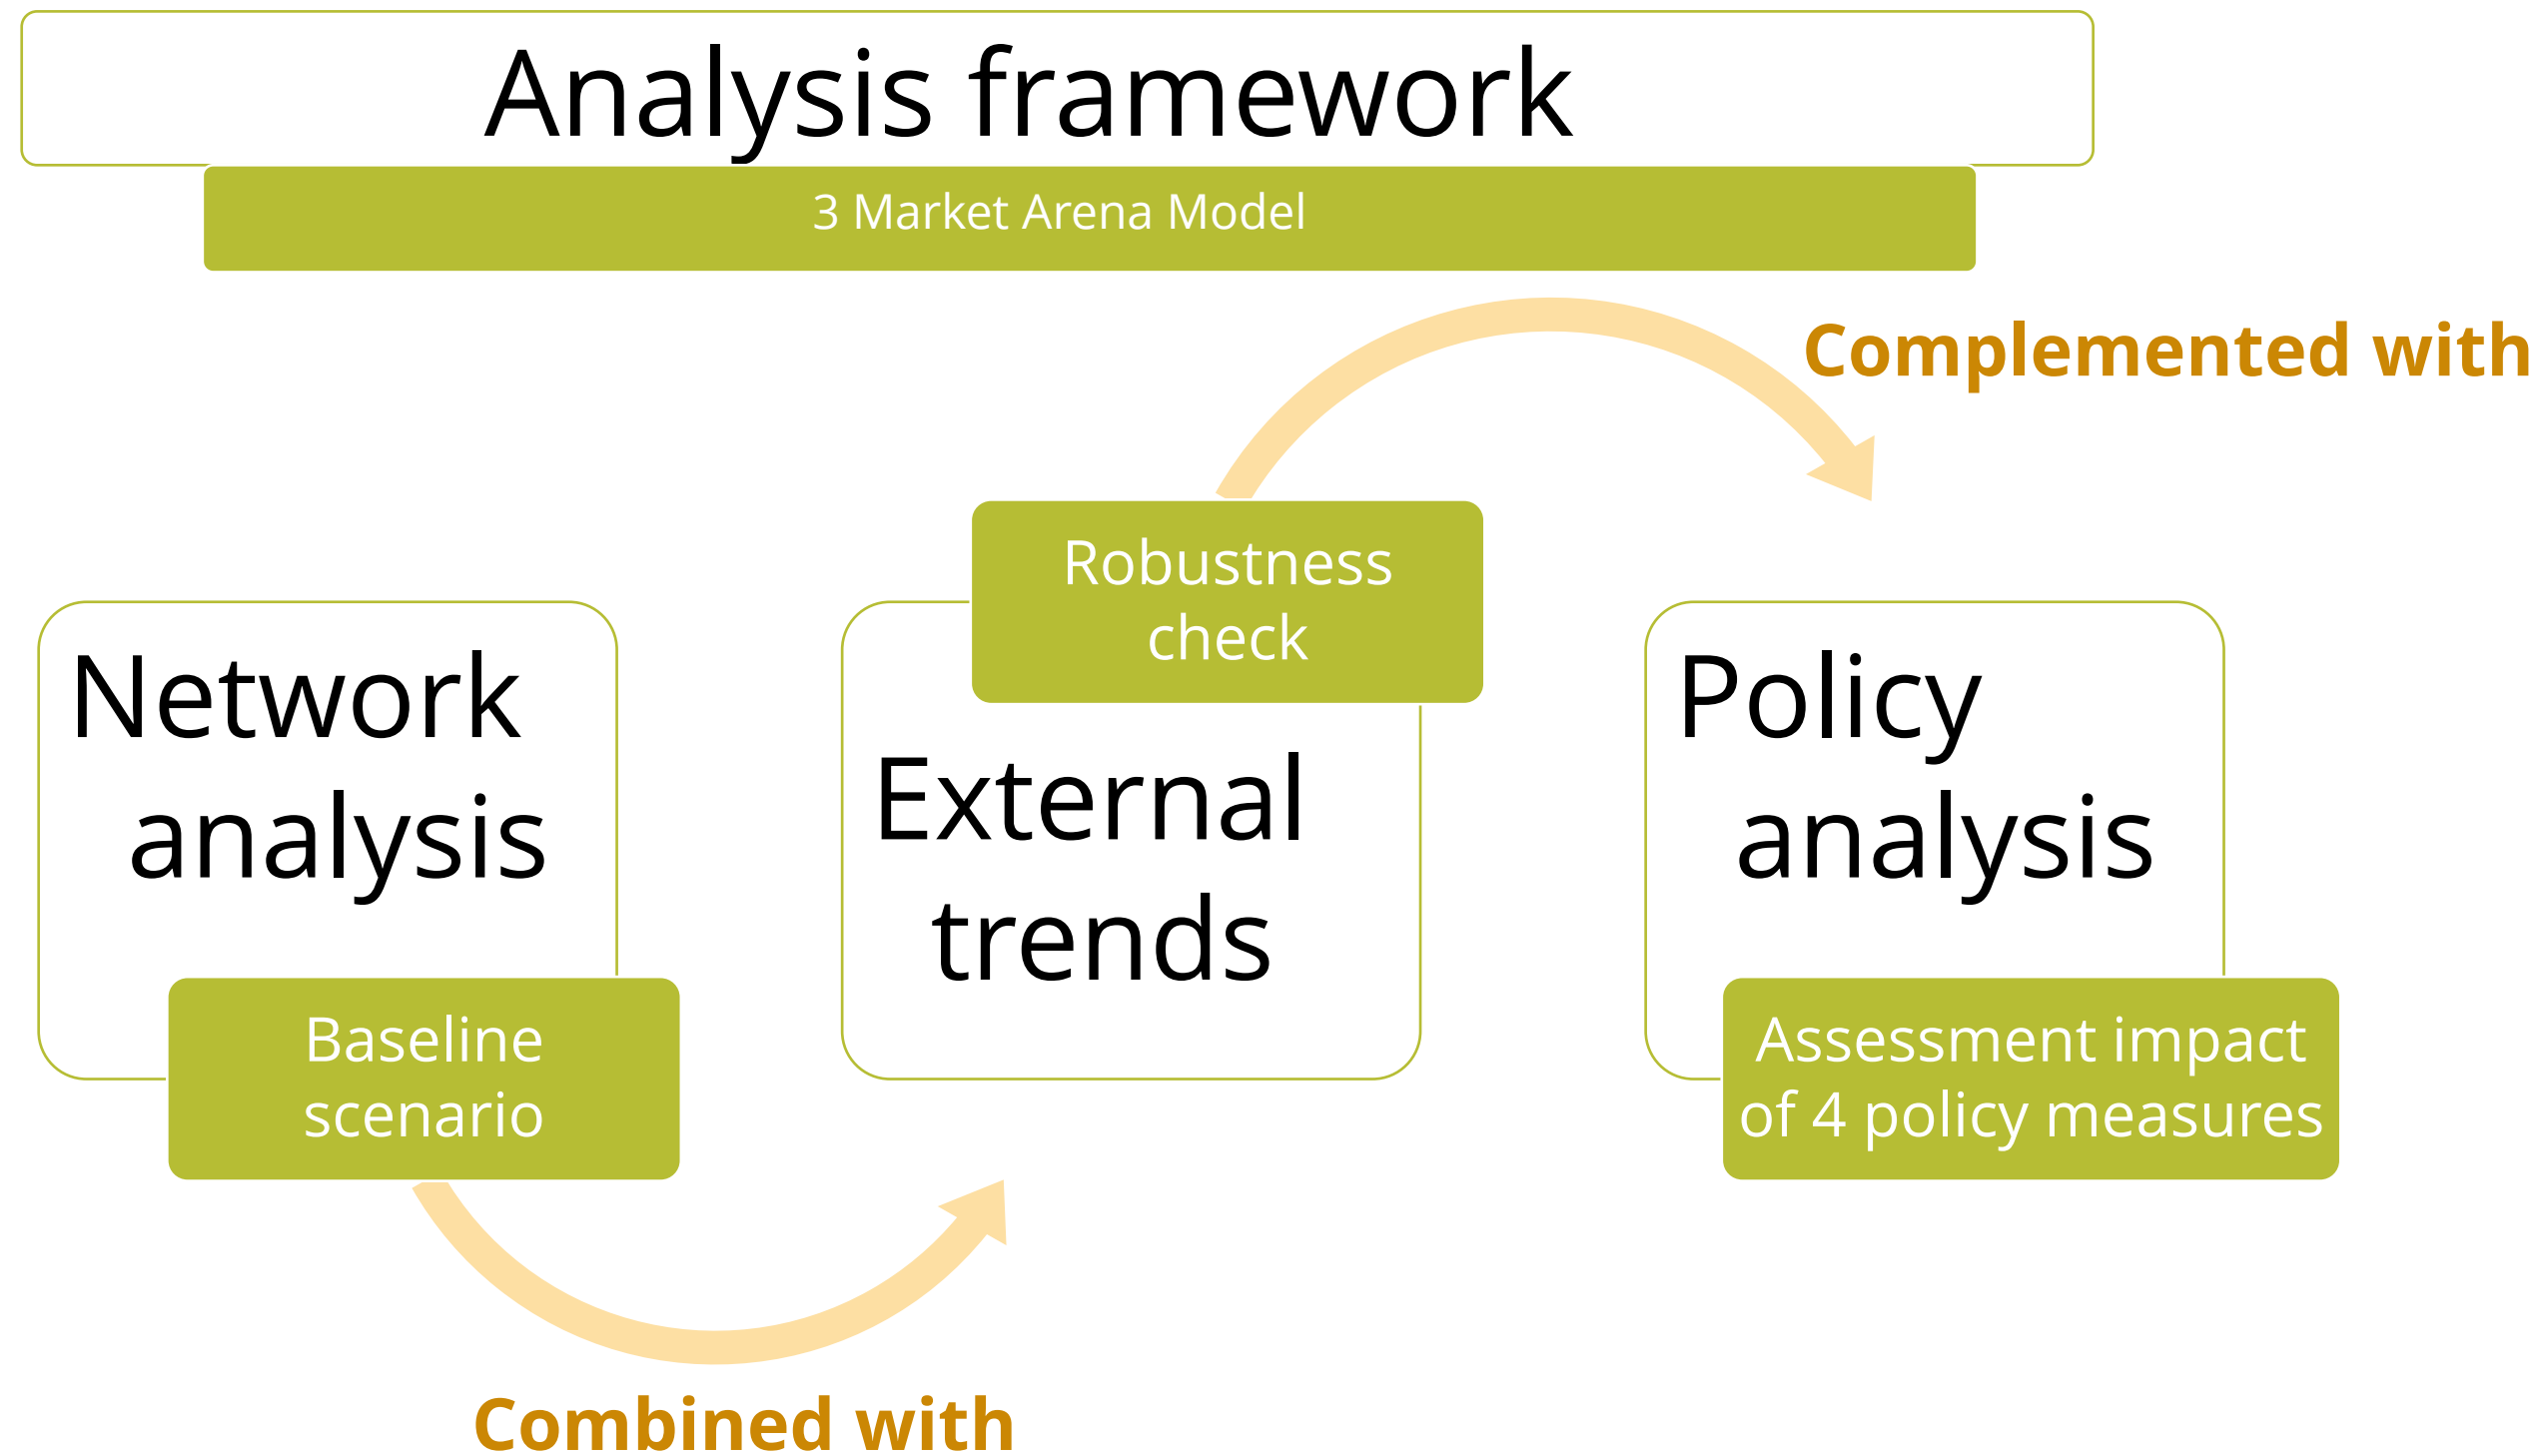 Analysis framework
3 Market Arena Model
Complemented with
Robustness
check
Network
analysis
External
trends
Policy
analysis
Baseline
scenario
Assessment impact
of 4 policy measures
Combined with